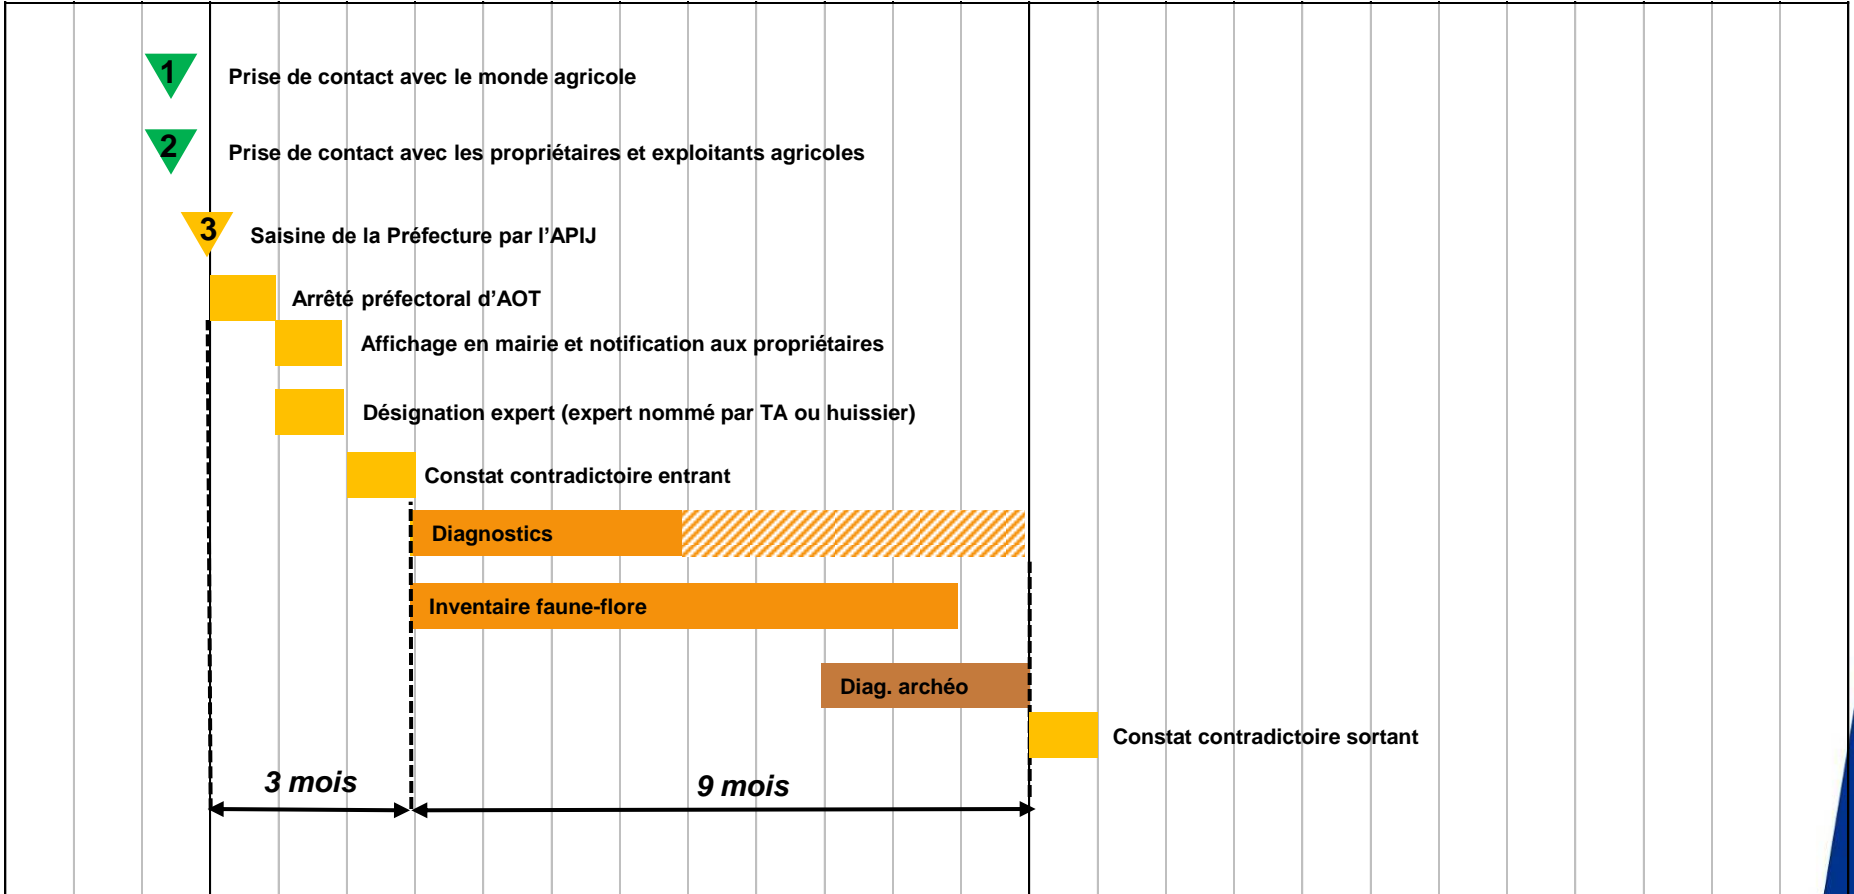 1 Prise de contact avec le monde agricole
2 Prise de contact avec les propriétaires et exploitants agricoles
3 Saisine de la Préfecture par l’APIJ
Arrêté préfectoral d’AOT
Affichage en mairie et notification aux propriétaires
Désignation expert (expert nommé par TA ou huissier)
Constat contradictoire entrant
Diagnostics
Inventaire faune-flore
Diag. archéo
Constat contradictoire sortant
3 mois
9 mois